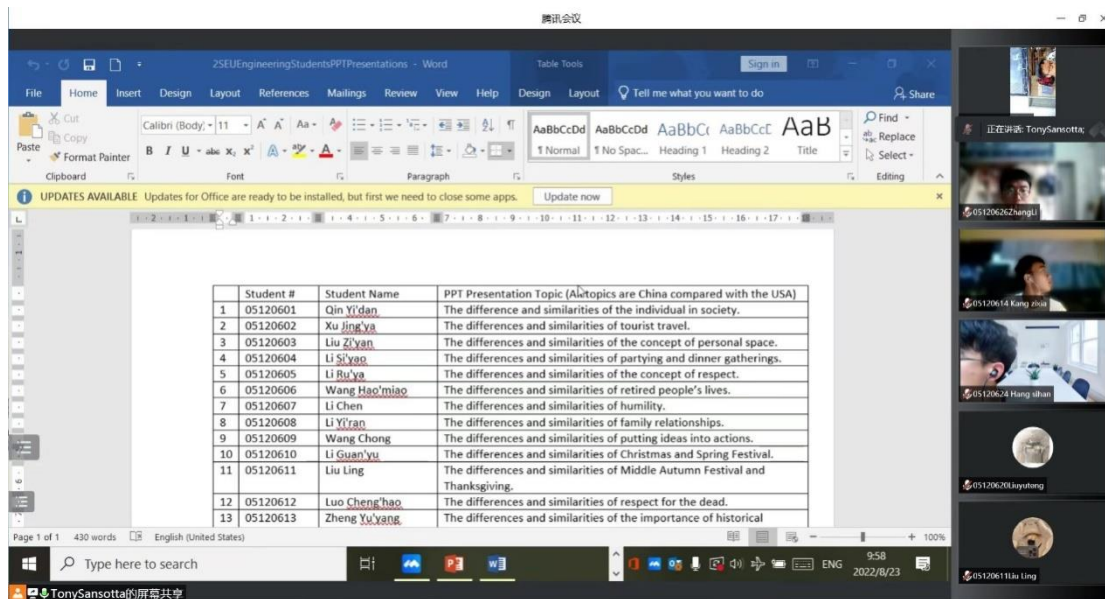 腾讯会议
2SEUEngineeringStudentsPPTPresentations - Word
Table Tools
Sign in
File Home Insert Design Layout References Mailings Review View Help Design Layout Tell me what you want to do Share
Cut
Copy
Paste
Format Painter
Clipboard
Calibri (Body) 11
Font
Paragraph
AaBbCcDd AaBbCcDd AaBbCc AaBbCcE AaB
¶ Normal ¶ No Spac... Heading 1 Heading 2 Title
Styles
Find
Replace
Select
Editing
UPDATES AVAILABLE Updates for Office are ready to be installed, but first we need to close some apps. Update now
Student # Student Name PPT Presentation Topic (All topics are China compared with the USA)
1 05120601 Qin Yi'dan The difference and similarities of the individual in society.
2 05120602 Xu Jing'ya The differences and similarities of tourist travel.
3 05120603 Liu Zi'yan The differences and similarities of the concept of personal space.
4 05120604 Li Si'yao The differences and similarities of partying and dinner gatherings.
5 05120605 Li Ru'ya The differences and similarities of the concept of respect.
6 05120606 Wang Hao'miao The differences and similarities of retired people's lives.
7 05120607 Li Chen The differences and similarities of humility.
8 05120608 Li Yi'ran The differences and similarities of family relationships.
9 05120609 Wang Chong The differences and similarities of putting ideas into actions.
10 05120610 Li Guan'yu The differences and similarities of Christmas and Spring Festival.
11 05120611 Liu Ling The differences and similarities of Middle Autumn Festival and
Thanksgiving.
12 05120612 Luo Cheng'hao The differences and similarities of respect for the dead.
13 05120613 Zheng Yu'yang The differences and similarities of the importance of historical
Page 1 of 1 430 words English (United States) 100%
Type here to search
ENG
9:58
2022/8/23
TonySansotta的屏幕共享
正在讲话: TonySansotta;
05120626ZhangLi
05120614 Kang zixia
05120624 Hang sihan
05120620Liuyutong
05120611Liu Ling